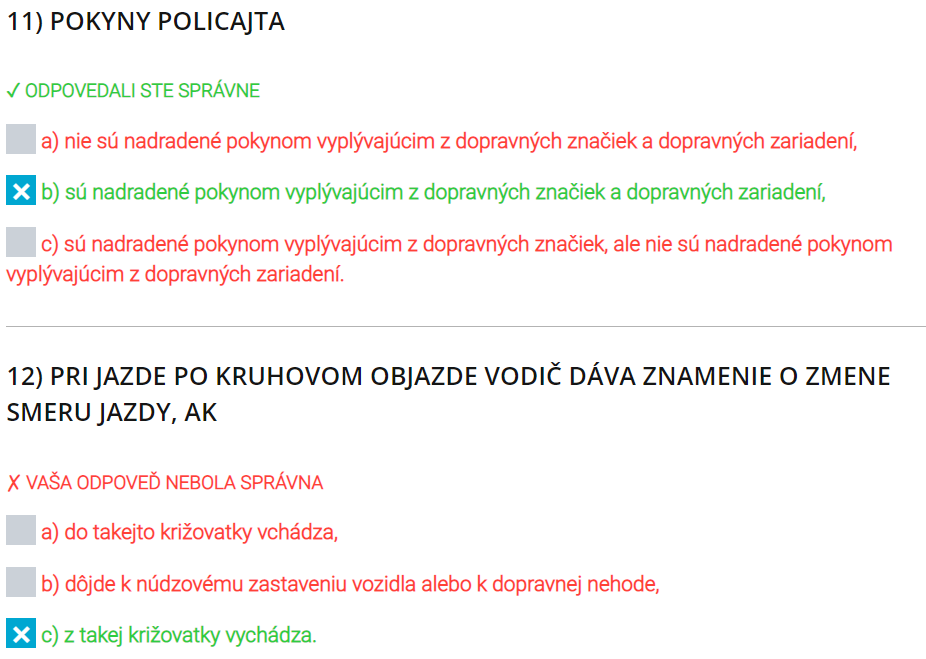 11) POKYNY POLICAJTA
✓ ODPOVEDALI STE SPRÁVNE
a) nie sú nadradené pokynom vyplývajúcim z dopravných značiek a dopravných zariadení,
b) sú nadradené pokynom vyplývajúcim z dopravných značiek a dopravných zariadení,
c) sú nadradené pokynom vyplývajúcim z dopravných značiek, ale nie sú nadradené pokynom
vyplývajúcim z dopravných zariadení.
12) PRI JAZDE PO KRUHOVOM OBJAZDE VODIČ DÁVA ZNAMENIE O ZMENE
SMERU JAZDY, AK
✗ VAŠA ODPOVEĎ NEBOLA SPRÁVNA
a) do takejto križovatky vchádza,
b) dôjde k núdzovému zastaveniu vozidla alebo k dopravnej nehode,
c) z takej križovatky vychádza.